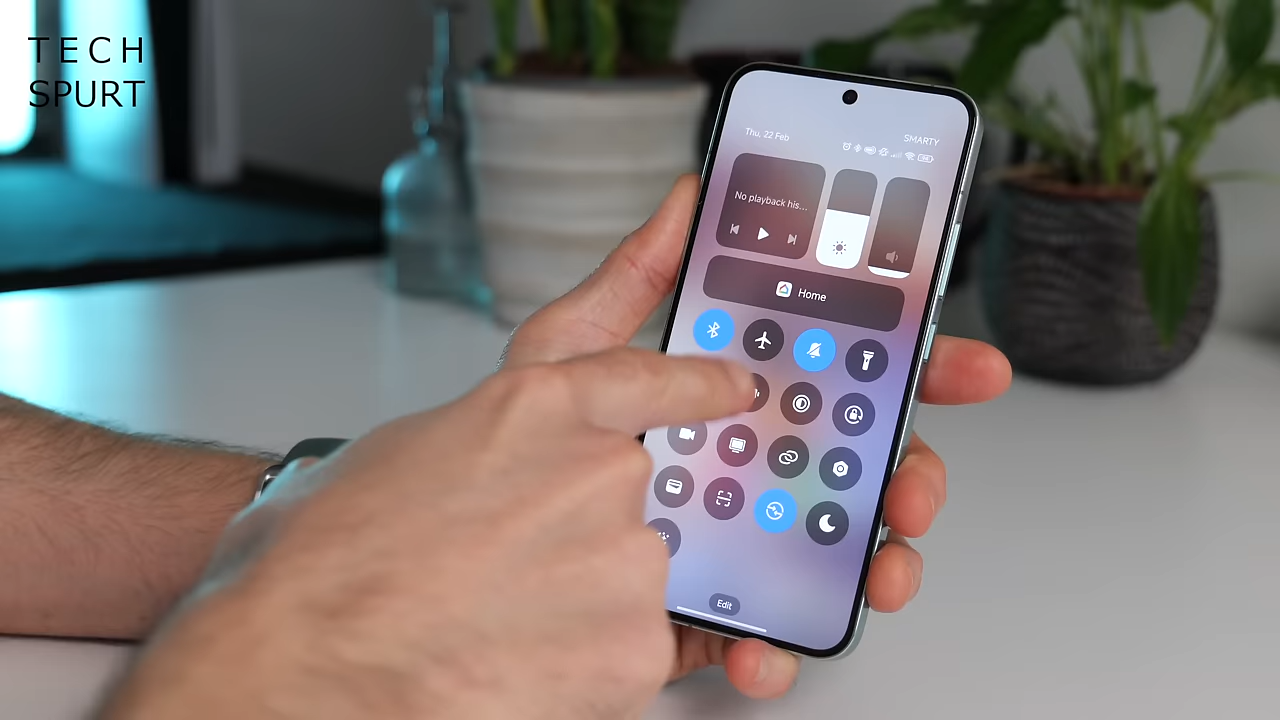 TECH
SPURT
Thu, 22 Feb
SMARTY
No playback his...
Home
Edit